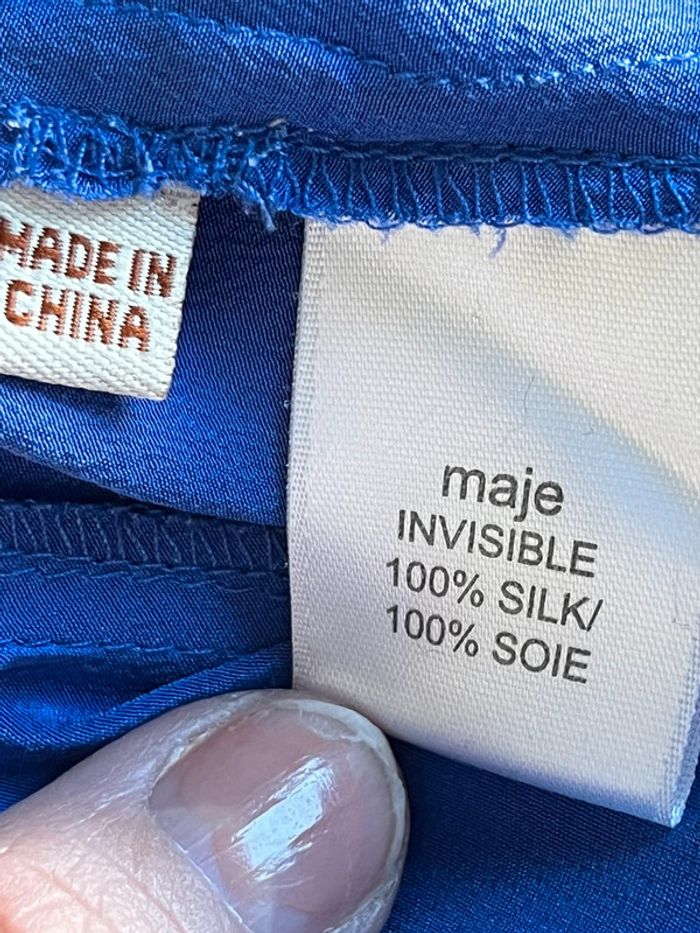 MADE IN
CHINA
maje
INVISIBLE
100% SILK/
100% SOIE